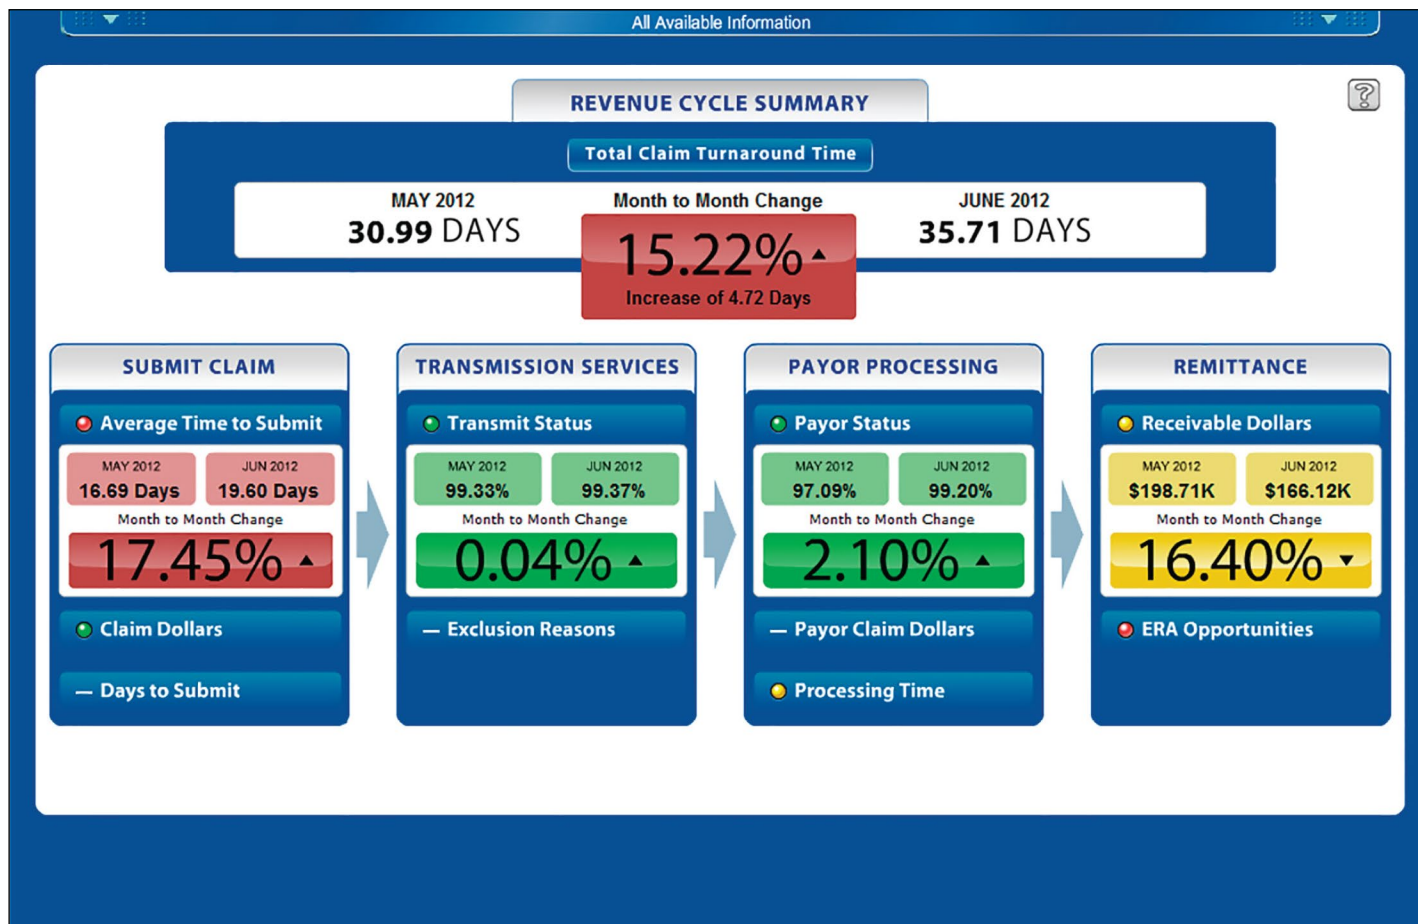 All Available Information
REVENUE CYCLE SUMMARY
?
Total Claim Turnaround Time
MAY 2012
30.99 DAYS
Month to Month Change
15.22% ▲
Increase of 4.72 Days
JUNE 2012
35.71 DAYS
SUBMIT CLAIM
Average Time to Submit
MAY 2012
16.69 Days
JUN 2012
19.60 Days
Month to Month Change
17.45% ▲
Claim Dollars
— Days to Submit
TRANSMISSION SERVICES
Transmit Status
MAY 2012
99.33%
JUN 2012
99.37%
Month to Month Change
0.04% ▲
— Exclusion Reasons
PAYOR PROCESSING
Payor Status
MAY 2012
97.09%
JUN 2012
99.20%
Month to Month Change
2.10% ▲
— Payor Claim Dollars
Processing Time
REMITTANCE
Receivable Dollars
MAY 2012
$198.71K
JUN 2012
$166.12K
Month to Month Change
16.40% ▼
ERA Opportunities